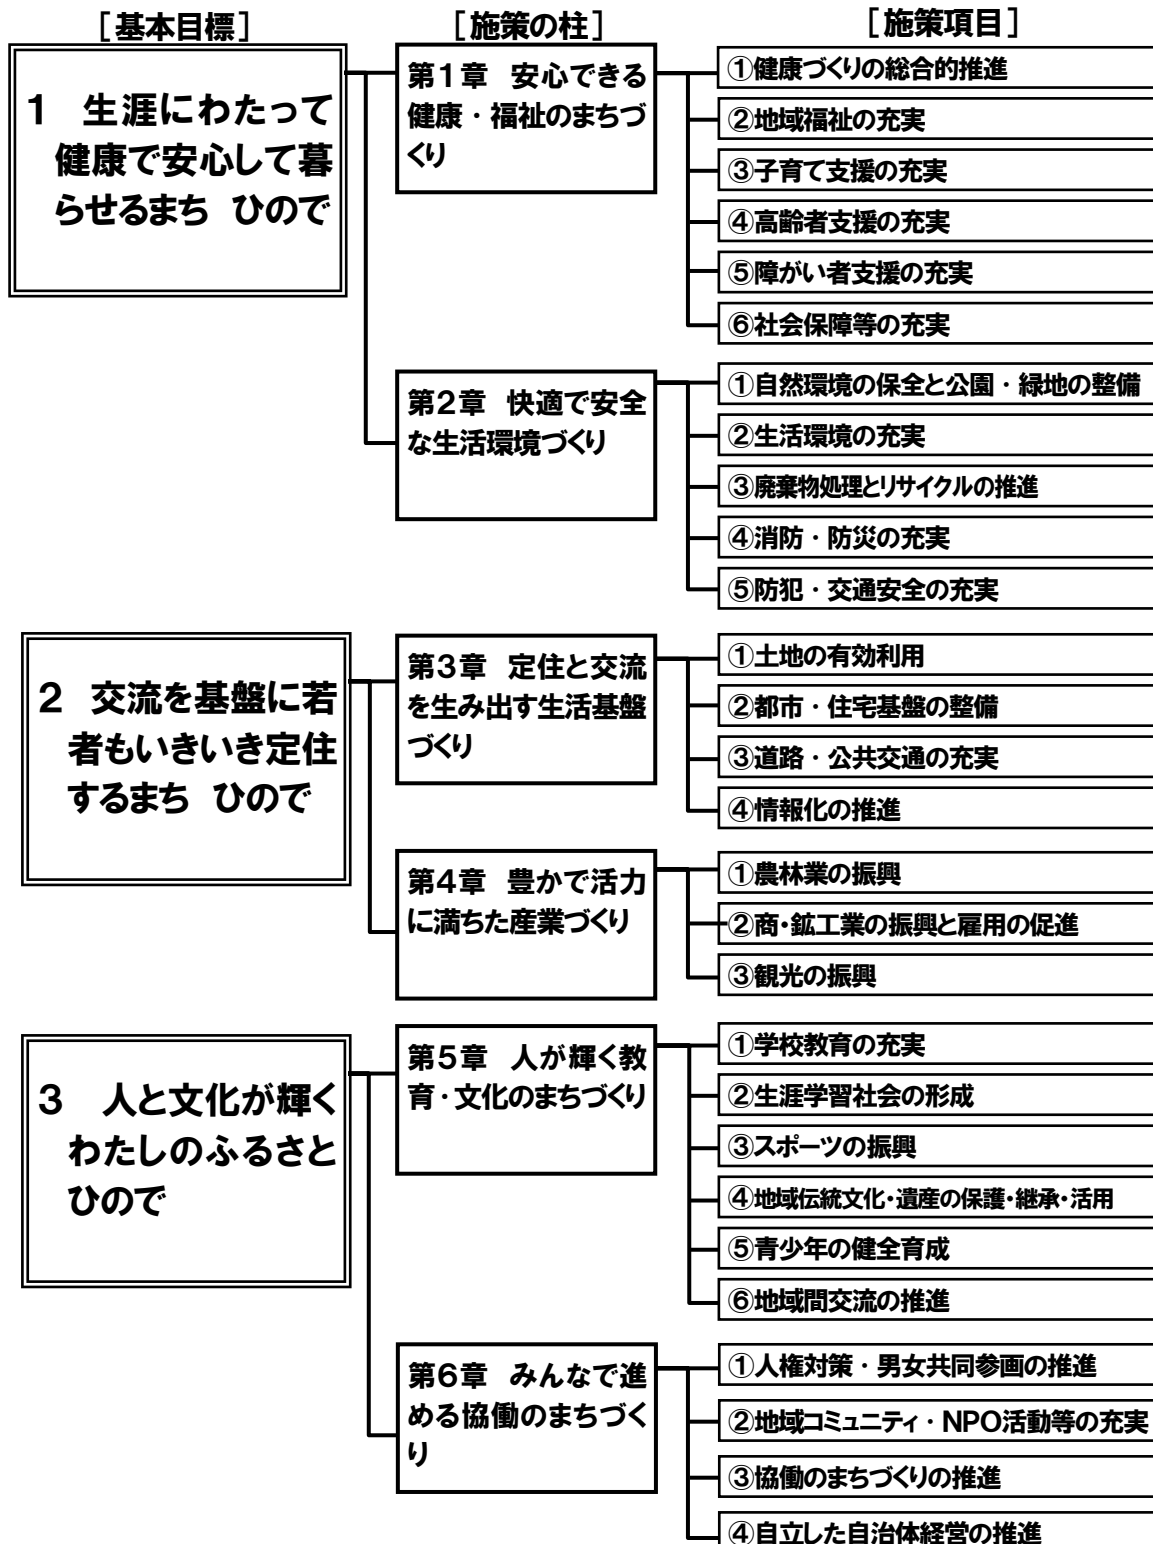 ［基本目標］
［施策の柱］
［施策項目］
1　生涯にわたって
健康で安心して暮
らせるまち　ひので
第1章　安心できる
健康・福祉のまちづ
くり
①健康づくりの総合的推進
②地域福祉の充実
③子育て支援の充実
④高齢者支援の充実
⑤障がい者支援の充実
⑥社会保障等の充実
第2章　快適で安全
な生活環境づくり
①自然環境の保全と公園・緑地の整備
②生活環境の充実
③廃棄物処理とリサイクルの推進
④消防・防災の充実
⑤防犯・交通安全の充実
2　交流を基盤に若
者もいきいき定住
するまち　ひので
第3章　定住と交流
を生み出す生活基盤
づくり
①土地の有効利用
②都市・住宅基盤の整備
③道路・公共交通の充実
④情報化の推進
第4章　豊かで活力
に満ちた産業づくり
①農林業の振興
②商・鉱工業の振興と雇用の促進
③観光の振興
3　人と文化が輝く
わたしのふるさと
ひので
第5章　人が輝く教
育・文化のまちづくり
①学校教育の充実
②生涯学習社会の形成
③スポーツの振興
④地域伝統文化・遺産の保護・継承・活用
⑤青少年の健全育成
⑥地域間交流の推進
第6章　みんなで進
める協働のまちづく
り
①人権対策・男女共同参画の推進
②地域コミュニティ・NPO活動等の充実
③協働のまちづくりの推進
④自立した自治体経営の推進